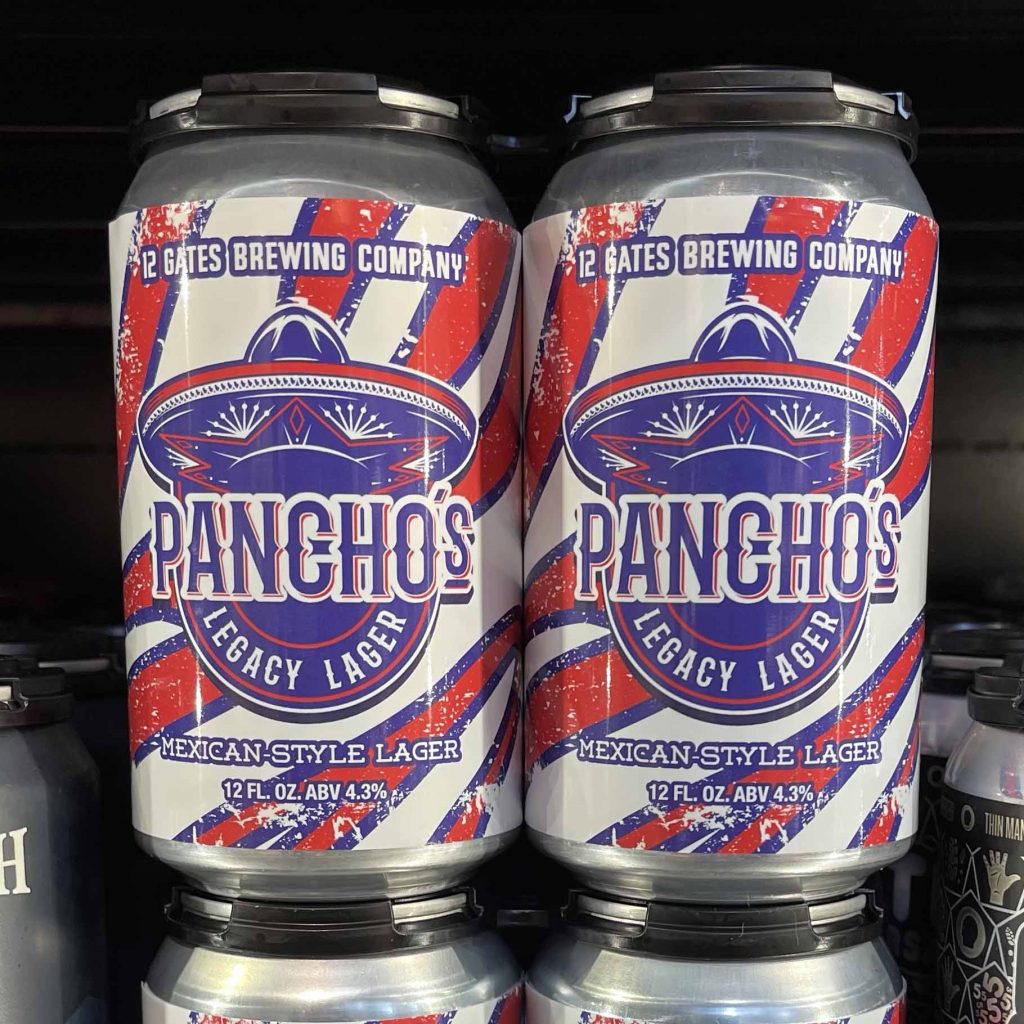 12 GATES BREWING COMPANY
PANCHO'S
LEGACY LAGER
MEXICAN-STYLE LAGER
12 FL. OZ. ABV 4.3%
12 GATES BREWING COMPANY
PANCHO'S
LEGACY LAGER
MEXICAN-STYLE LAGER
12 FL. OZ. ABV 4.3%
H
THIN MAN